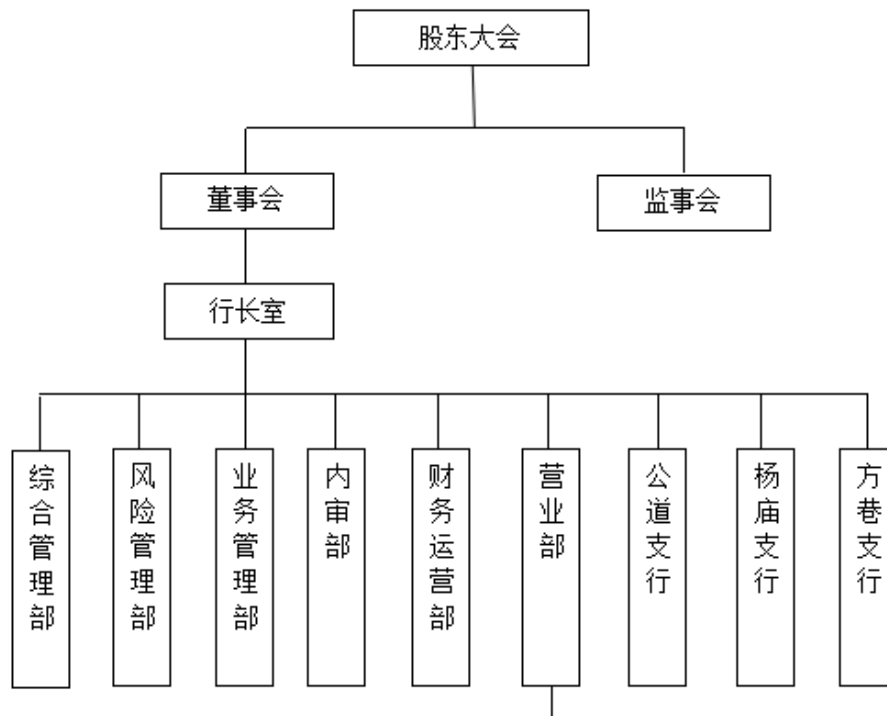 股东大会
董事会
监事会
行长室
综合管理部
风险管理部
业务管理部
内审部
财务运营部
营业部
公道支行
杨庙支行
方巷支行